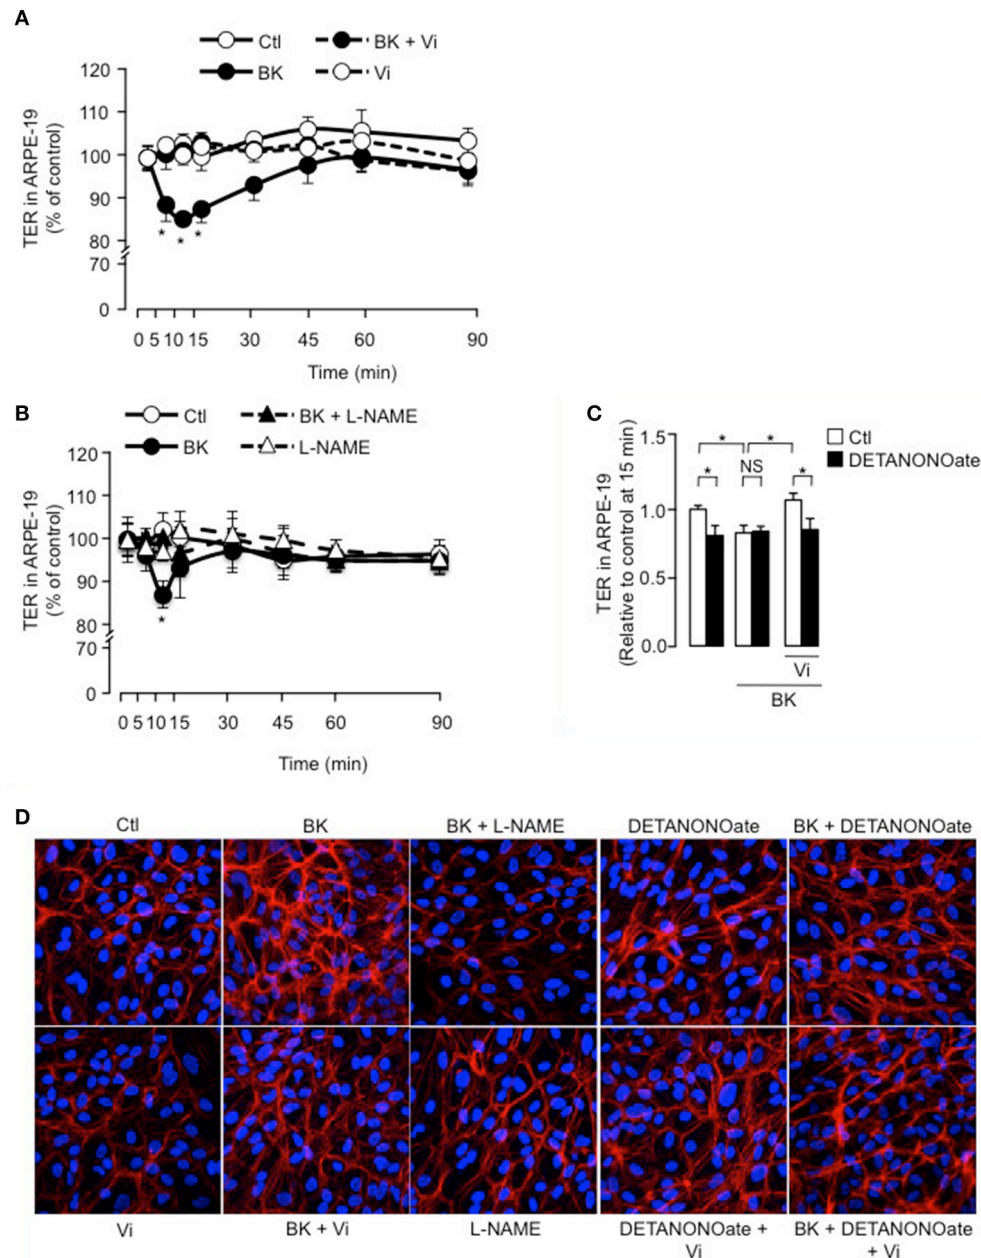 A
Ctl
BK + Vi
BK
Vi
TER in ARPE-19
(% of control)
120
110
100
90
80
70
0
0 5 10 15 30 45 60 90
Time (min)
*
*
*
B
Ctl
BK + L-NAME
BK
L-NAME
TER in ARPE-19
(% of control)
120
110
100
90
80
70
0
0 5 10 15 30 45 60 90
Time (min)
*
C
Ctl
DETANONOate
TER in ARPE-19
(Relative to control at 15 min)
1.5
1.0
0.5
0.0
* *
* NS *
Vi
BK
D
Ctl BK BK + L-NAME DETANONOate BK + DETANONOate
Vi BK + Vi L-NAME DETANONOate + Vi BK + DETANONOate + Vi